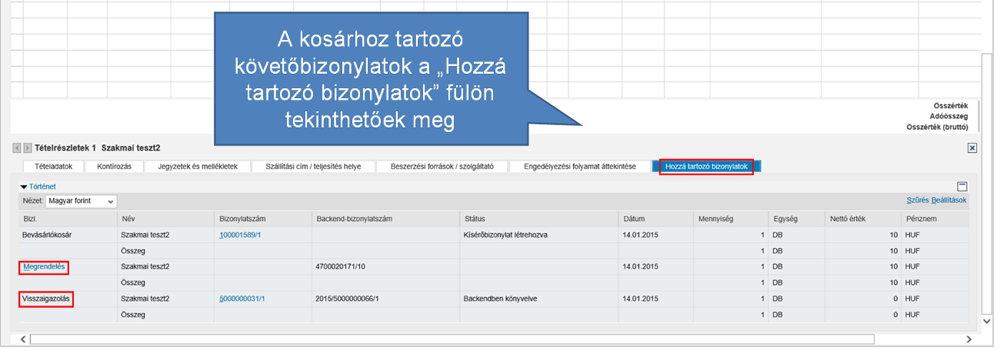 A kosárhoz tartozó
követőbizonylatok a „Hozzá
tartozó bizonylatok” fülön
tekinthetőek meg
Összérték
Adóösszeg
Összérték (bruttó)
Tételrészletek 1 Szakmai teszt2
Tételadatok Kontírozás Jegyzetek és mellékletek Szállítási cím / teljesítés helye Beszerzési források / szolgáltató Engedélyezési folyamat áttekintése Hozzá tartozó bizonylatok
Történet
Nézet: Magyar forint Szűrés Beállítások
Bizl. Név Bizonylatszám Backend-bizonylatszám Státus Dátum Mennyiség Egység Nettó érték Pénznem
Bevásárlókosár Szakmai teszt2 100001589/1 Kísérőbizonylat létrehozva 14.01.2015 1 DB 10 HUF
Összeg 1 DB 10 HUF
Megrendelés Szakmai teszt2 4700020171/10 14.01.2015 1 DB 10 HUF
Összeg 1 DB 10 HUF
Visszaigazolás Szakmai teszt2 5000000031/1 2015/5000000066/1 Backendben könyvelve 14.01.2015 1 DB 0 HUF
Összeg 1 DB 0 HUF